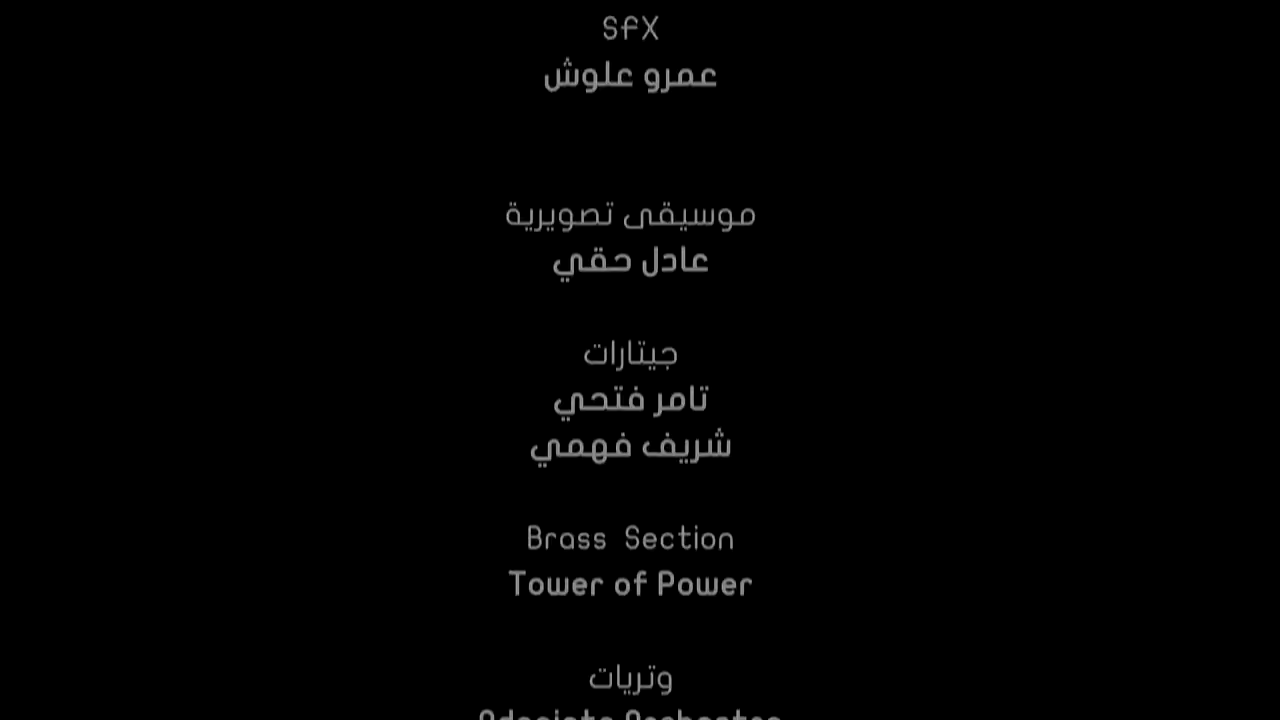 SfX
عمرو علوش
موسيقى تصويرية
عادل حقي
جيتارات
تامر فتحي
شريف فهمي
Brass Section
Tower of Power
وتريات